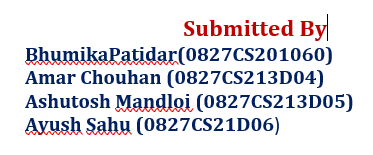 Submitted By
BhumikaPatidar(0827CS201060)
Amar Chouhan (0827CS213D04)
Ashutosh Mandloi (0827CS213D05)
Ayush Sahu (0827CS21D06)